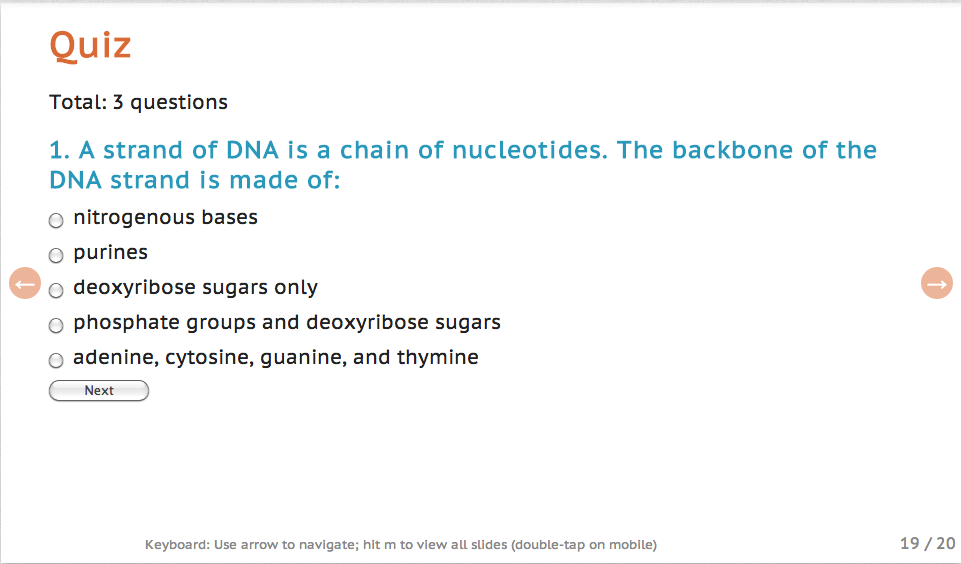 Quiz
Total: 3 questions
1. A strand of DNA is a chain of nucleotides. The backbone of the
DNA strand is made of:
nitrogenous bases
purines
deoxyribose sugars only
phosphate groups and deoxyribose sugars
adenine, cytosine, guanine, and thymine
Next
Keyboard: Use arrow to navigate; hit m to view all slides (double-tap on mobile)
19 / 20